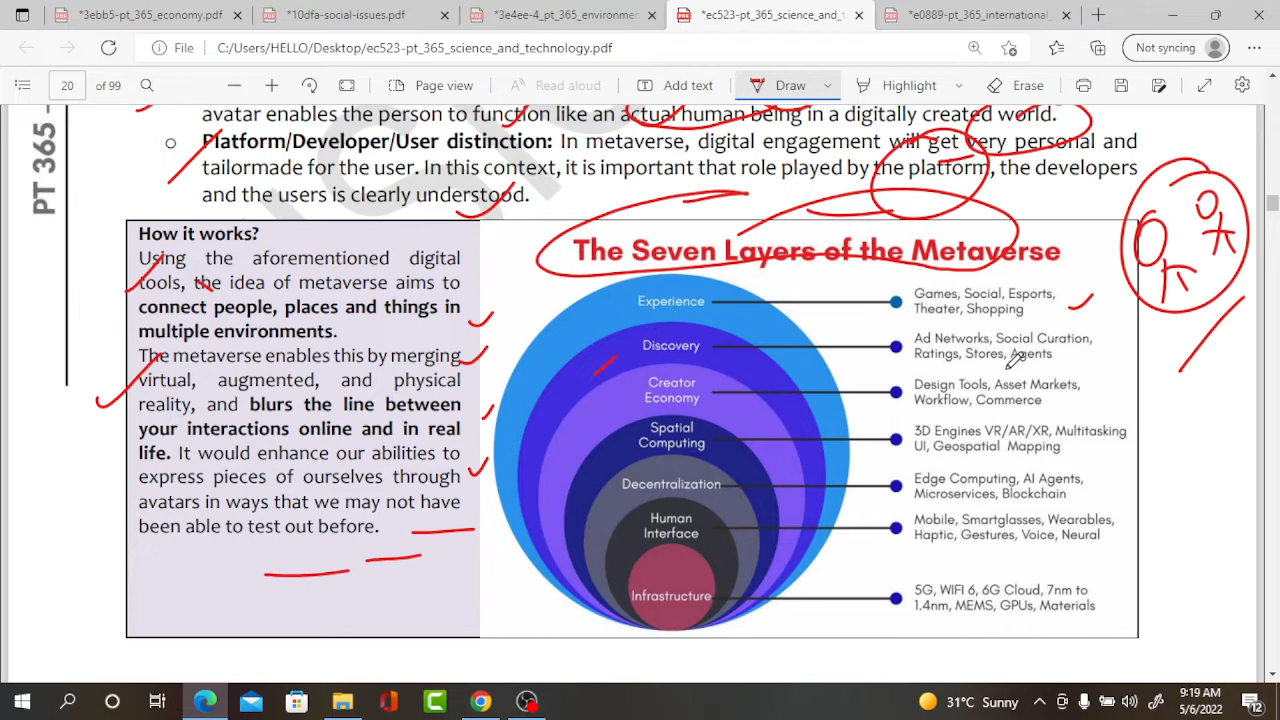 *3ebb5-pt_365_economy.pdf
*10dfa-social-issues.pdf
*3e4ee-4_pt_365_environme
*ec523-pt_365_science_and_t
*e0889-pt_365_international_
File
C:/Users/HELLO/Desktop/ec523-pt_365_science_and_technology.pdf
Not syncing
20 of 99
Page view
Read aloud
Add text
Draw
Highlight
Erase
PT 365 -
avatar enables the person to function like an actual human being in a digitally created world.
Platform/Developer/User distinction: In metaverse, digital engagement will get very personal and
tailormade for the user. In this context, it is important that role played by the platform, the developers
and the users is clearly understood.
How it works?
Using the aforementioned digital
tools, the idea of metaverse aims to
connect people, places and things in
multiple environments.
The metaverse enables this by merging
virtual, augmented, and physical
reality, and blurs the line between
your interactions online and in real
life. It would enhance our abilities to
express pieces of ourselves through
avatars in ways that we may not have
been able to test out before.
The Seven Layers of the Metaverse
Experience
Games, Social, Esports,
Theater, Shopping
Discovery
Ad Networks, Social Curation,
Ratings, Stores, Agents
Creator
Economy
Design Tools, Asset Markets,
Workflow, Commerce
Spatial
Computing
3D Engines VR/AR/XR, Multitasking
UI, Geospatial Mapping
Decentralization
Edge Computing, AI Agents,
Microservices, Blockchain
Human
Interface
Mobile, Smartglasses, Wearables,
Haptic, Gestures, Voice, Neural
Infrastructure
5G, WIFI 6, 6G Cloud, 7nm to
1.4nm, MEMS, GPUs, Materials
31°C Sunny
9:19 AM
5/6/2022
12